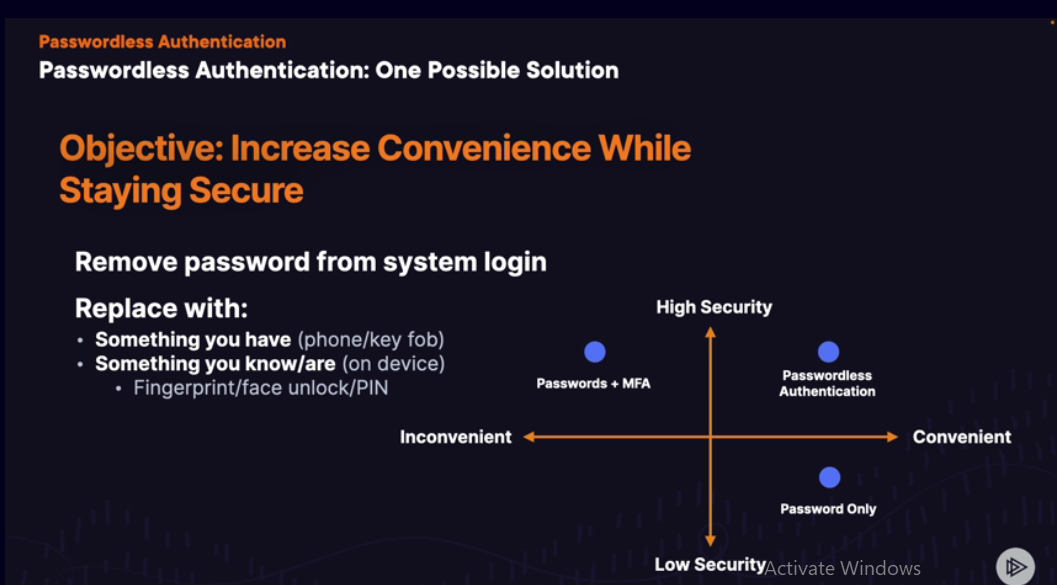 Passwordless Authentication
Passwordless Authentication: One Possible Solution
Objective: Increase Convenience While
Staying Secure
Remove password from system login
Replace with:
• Something you have (phone/key fob)
• Something you know/are (on device)
• Fingerprint/face unlock/PIN
High Security
Passwords + MFA
Passwordless
Authentication
Inconvenient
Convenient
Password Only
Low Security
Activate Windows